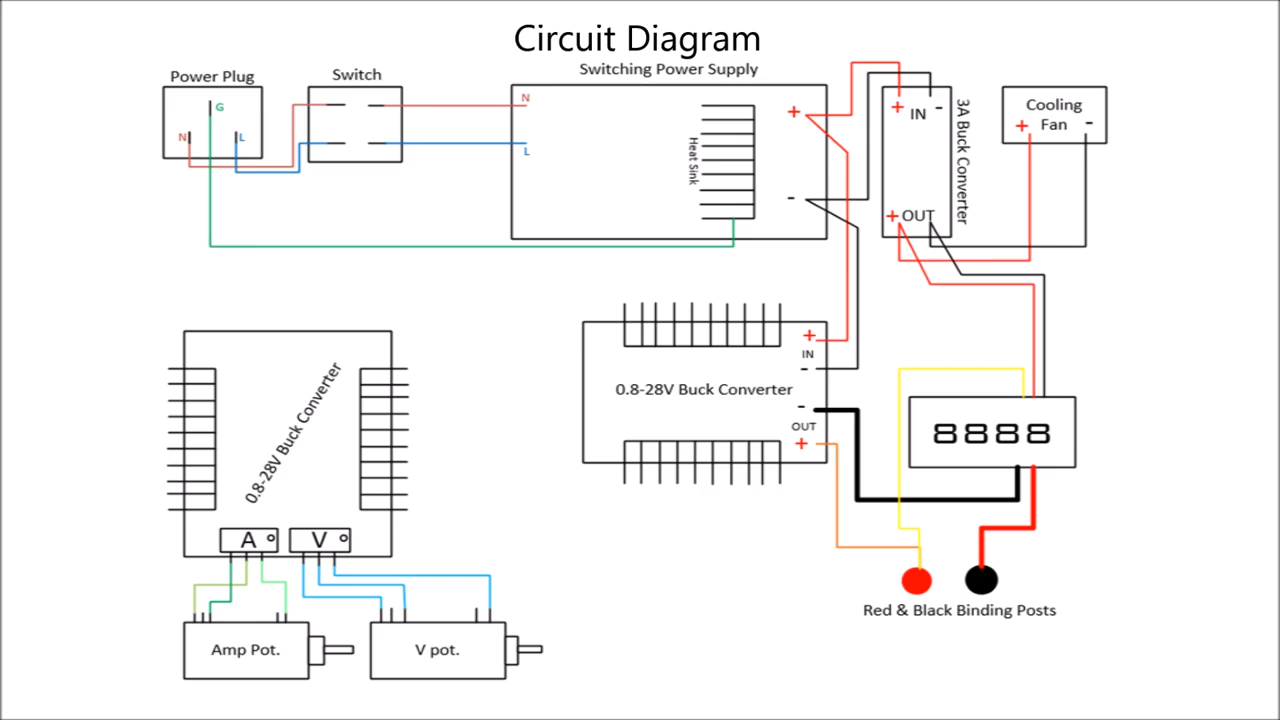 Circuit Diagram
Power Plug
Switch
Switching Power Supply
G
N
L
N
L
Heat Sink
+
-
+ IN -
3A Buck Converter
+ OUT
Cooling
+ Fan -
+
IN
-
0.8-28V Buck Converter
-
OUT
+
8888
0.8-28V Buck Converter
A
V
Amp Pot.
V pot.
Red & Black Binding Posts